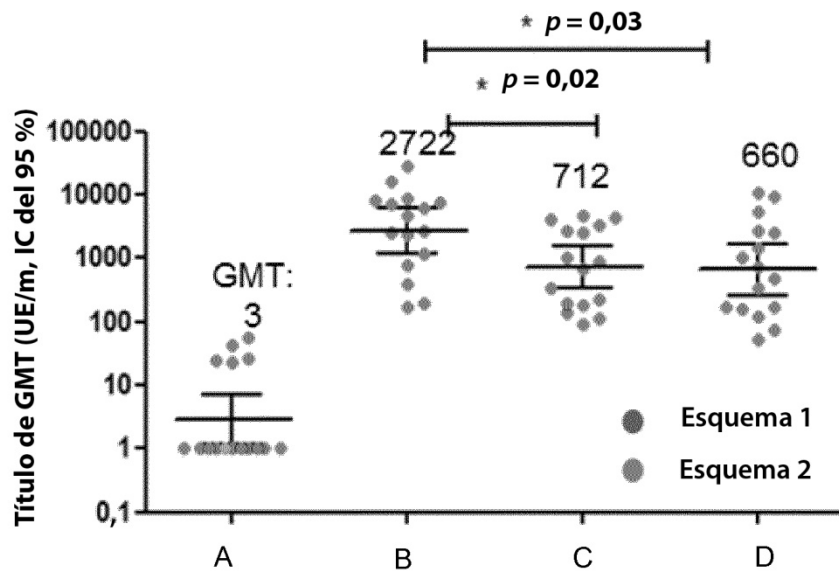 * p = 0,03
* p = 0,02
Título de GMT (UE/m, IC del 95 %)
100000
10000
1000
100
10
1
0,1
GMT:
3
2722
712
660
Esquema 1
Esquema 2
A
B
C
D